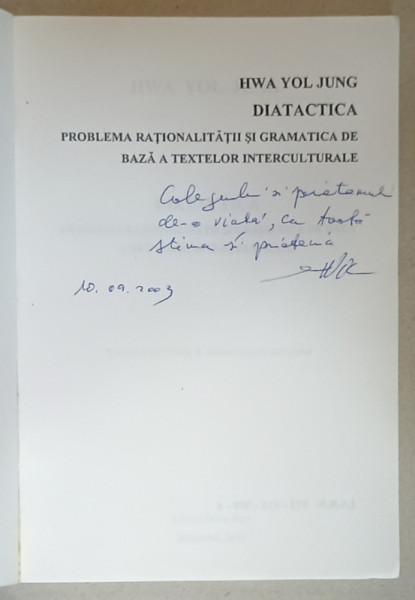 HWA YOL JUNG
DIATACTICA
PROBLEMA RAȚIONALITĂȚII ȘI GRAMATICA DE
BAZĂ A TEXTELOR INTERCULTURALE
Colegului și prietenului
de-o viață, cu toată
stima și prietenia
10.09.2003